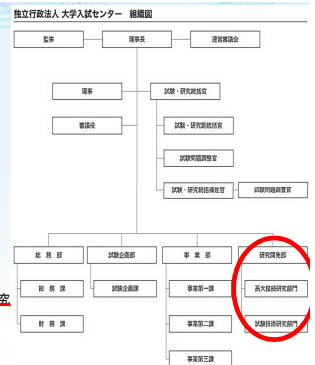 独立行政法人 大学入試センター 組織図
監事 理事長 運営審議会
理事 試験・研究統括官
審議役 試験・研究副統括官
試験問題調整官
試験・研究統括補佐官 試験問題調査官
総務部 試験企画部 事業部 研究開発部
総務課 試験企画課 事業第一課 高大接続研究部門
究
財務課 事業第二課 試験技術研究部門
事業第三課